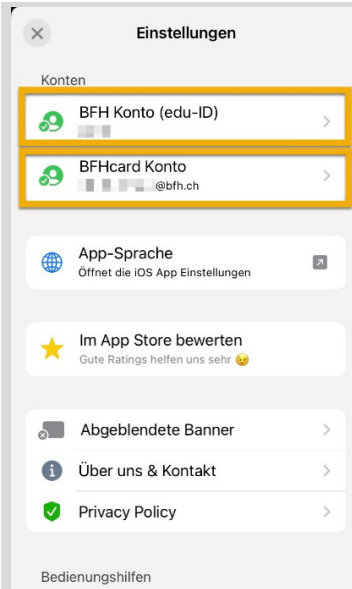 Einstellungen
Konten
BFH Konto (edu-ID)
BFHcard Konto
@bfh.ch
App-Sprache
Öffnet die iOS App Einstellungen
Im App Store bewerten
Gute Ratings helfen uns sehr 😉
Abgeblendete Banner
Über uns & Kontakt
Privacy Policy
Bedienungshilfen